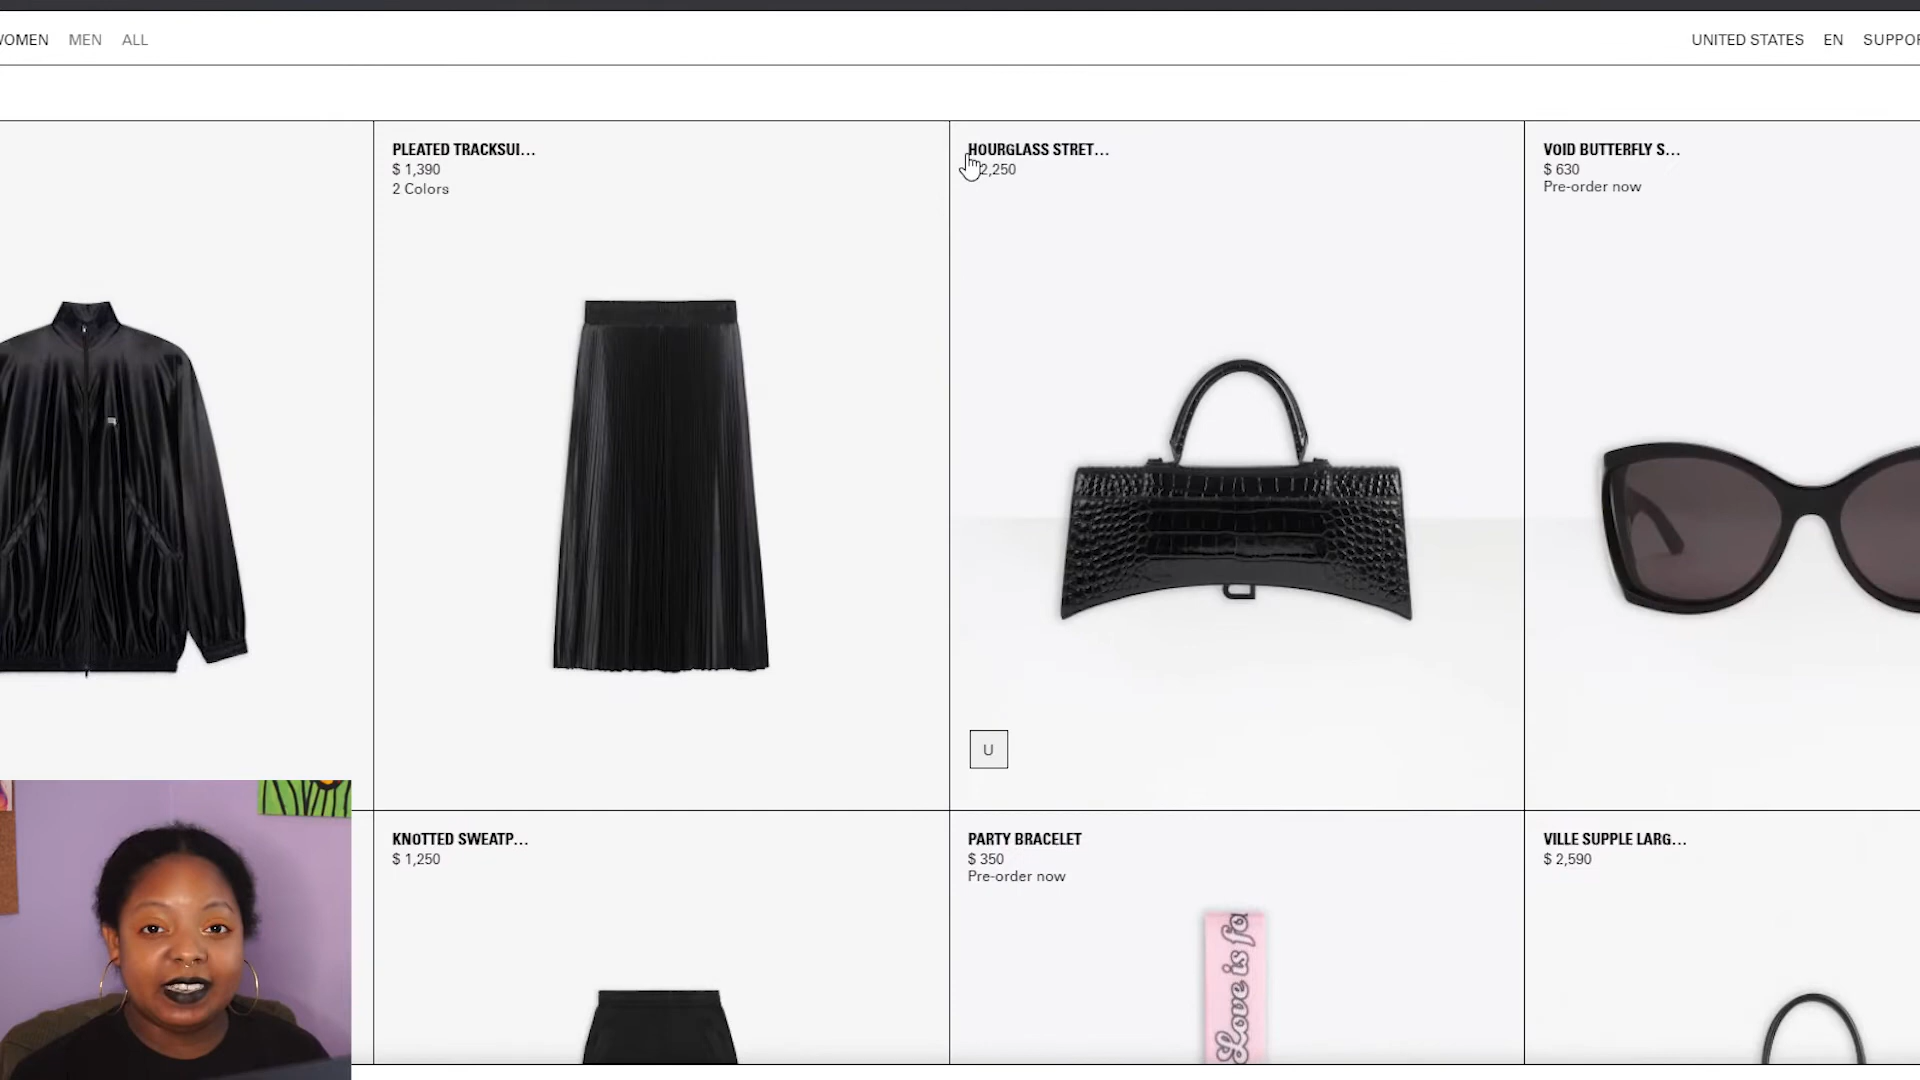 WOMEN MEN ALL
UNITED STATES EN SUPPOR
PLEATED TRACKSUI...
$ 1,390
2 Colors
HOURGLASS STRET...
2,250
VOID BUTTERFLY S...
$ 630
Pre-order now
U
KNOTTED SWEATP...
$ 1,250
PARTY BRACELET
$ 350
Pre-order now
Love is fo
VILLE SUPPLE LARG...
$ 2,590